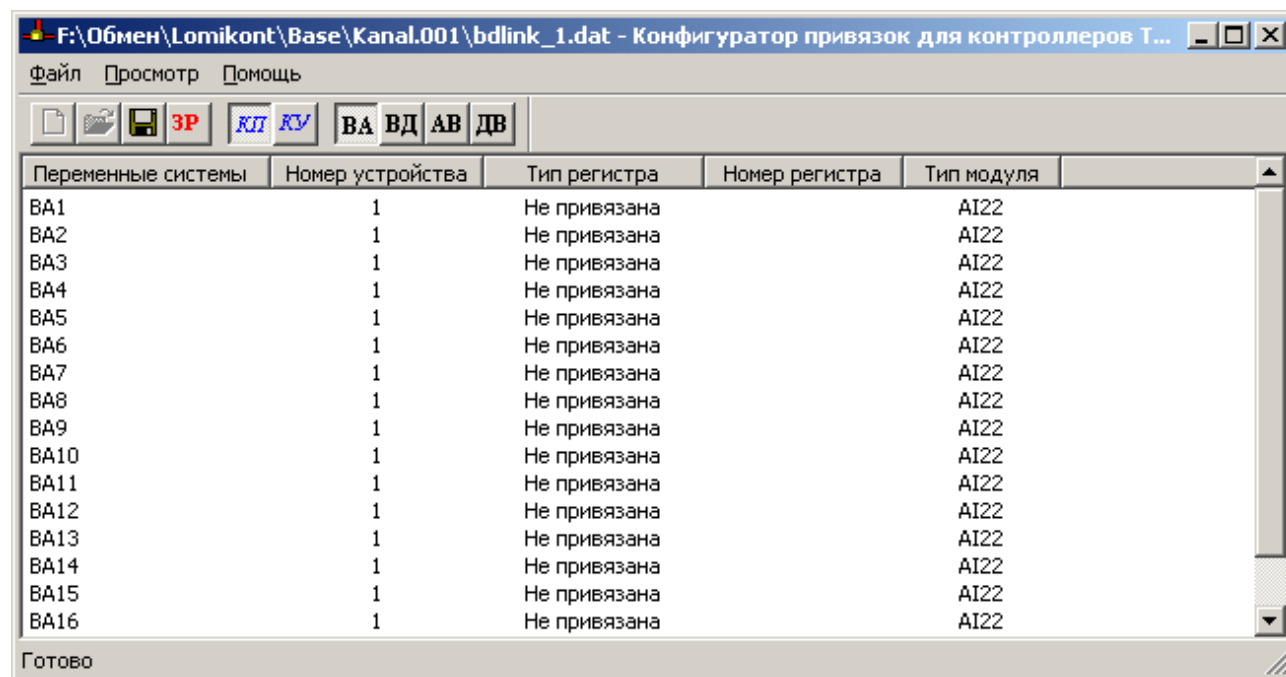 F:\Обмен\Lomikont\Base\Kanal.001\bdlink_1.dat - Конфигуратор привязок для контроллеров Т...
Файл Просмотр Помощь
ЗР КП КУ ВА ВД АВ ДВ
Переменные системы Номер устройства Тип регистра Номер регистра Тип модуля
ВА1 1 Не привязана AI22
ВА2 1 Не привязана AI22
ВА3 1 Не привязана AI22
ВА4 1 Не привязана AI22
ВА5 1 Не привязана AI22
ВА6 1 Не привязана AI22
ВА7 1 Не привязана AI22
ВА8 1 Не привязана AI22
ВА9 1 Не привязана AI22
ВА10 1 Не привязана AI22
ВА11 1 Не привязана AI22
ВА12 1 Не привязана AI22
ВА13 1 Не привязана AI22
ВА14 1 Не привязана AI22
ВА15 1 Не привязана AI22
ВА16 1 Не привязана AI22
Готово